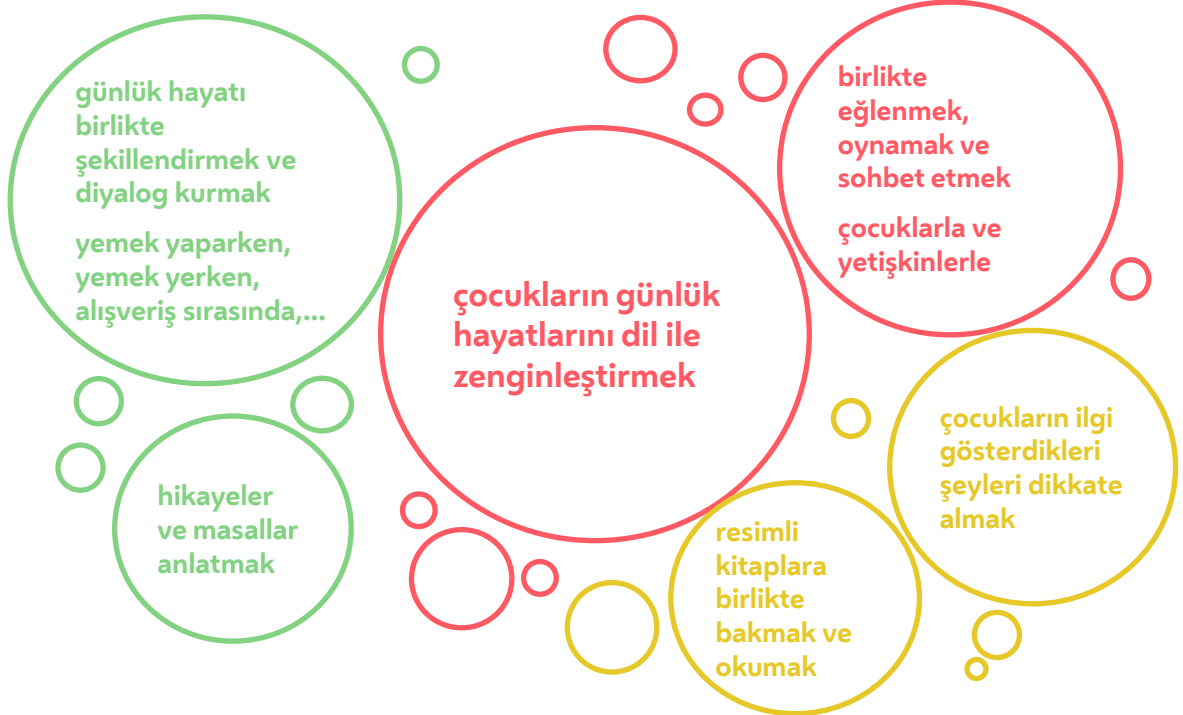 günlük hayatı
birlikte
şekillendirmek ve
diyalog kurmak
yemek yaparken,
yemek yerken,
alışveriş sırasında,...
birlikte
eğlenmek,
oynamak ve
sohbet etmek
çocuklarla ve
yetişkinlerle
çocukların günlük
hayatlarını dil ile
zenginleştirmek
çocukların ilgi
gösterdikleri
şeyleri dikkate
almak
hikayeler
ve masallar
anlatmak
resimli
kitaplara
birlikte
bakmak ve
okumak